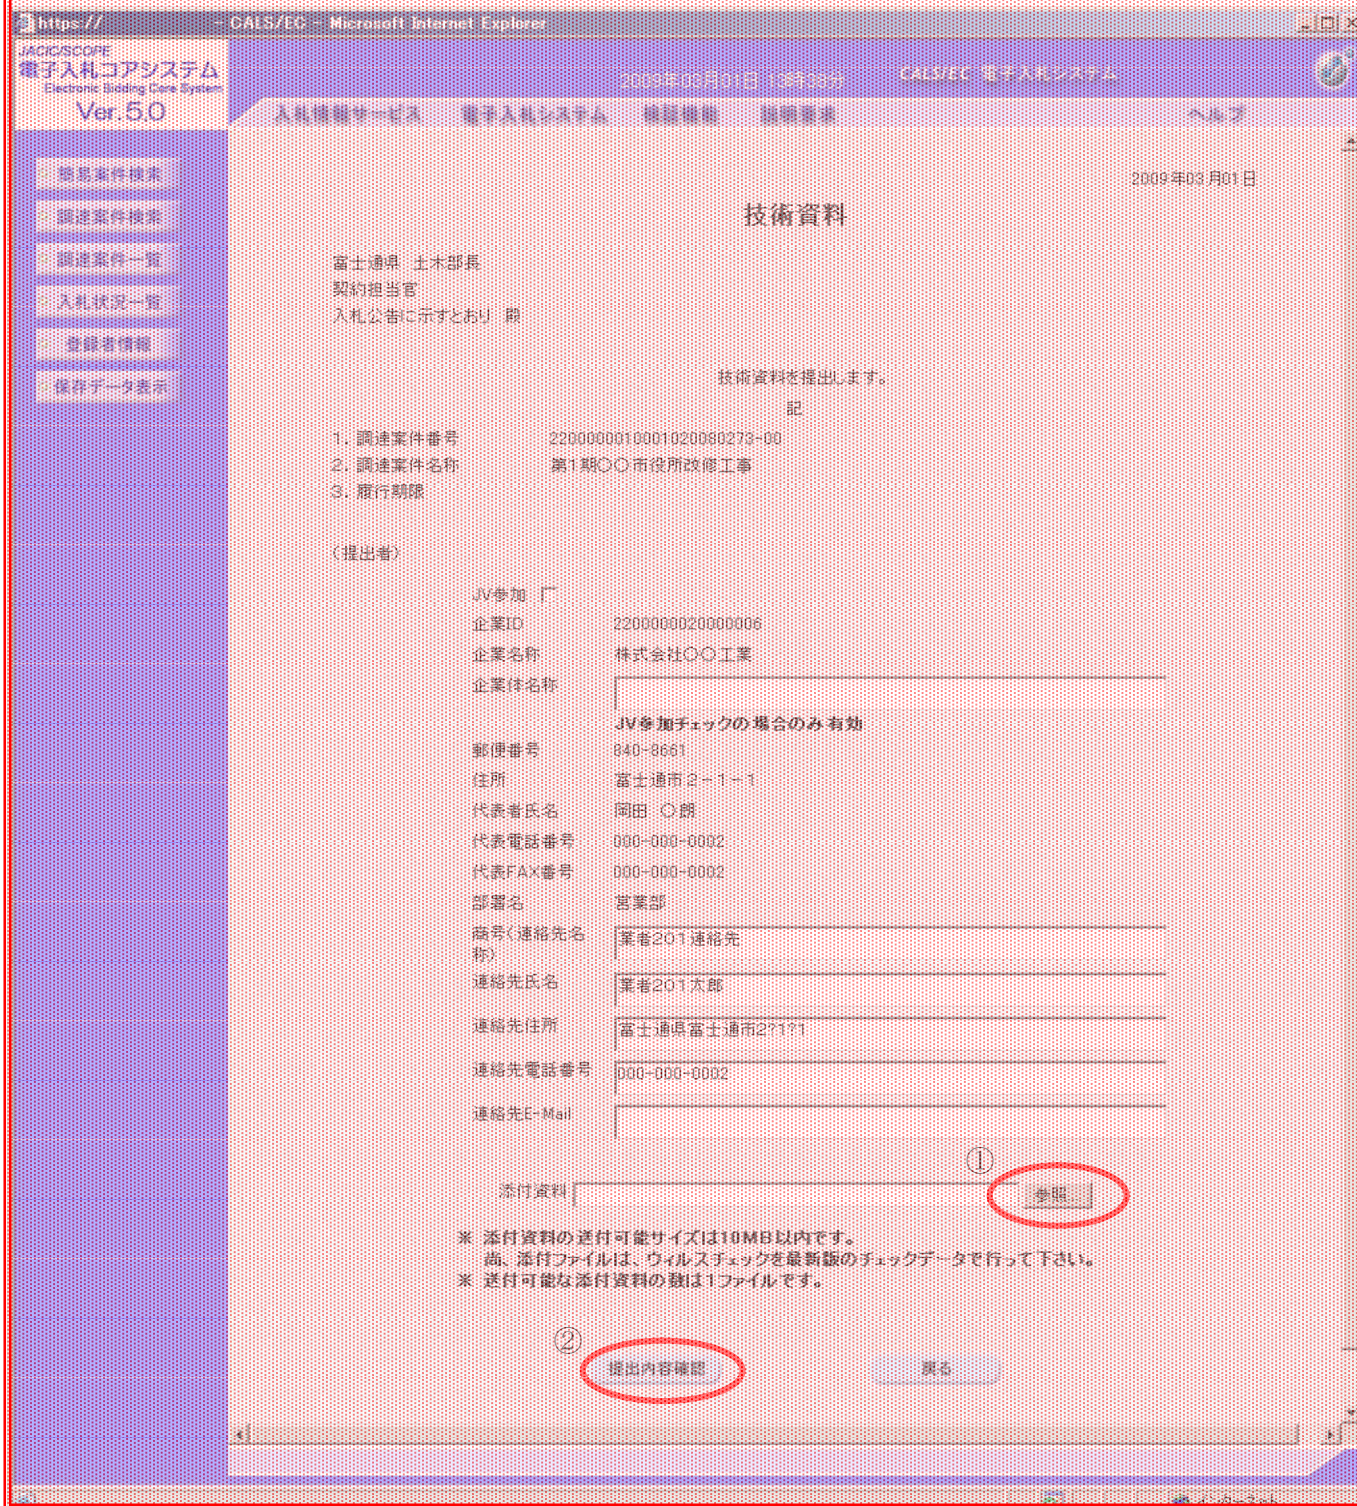 https:// - CALS/EC - Microsoft Internet Explorer
JACIC/SCOPE
電子入札コアシステム
Electronic Bidding Core System
Ver.5.0
2009年03月01日 13時38分
CALS/EC 電子入札システム
入札情報サービス 電子入札システム 検証機能 説明要求 ヘルプ
簡易案件検索
調達案件検索
調達案件一覧
入札状況一覧
登録者情報
保存データ表示
2009年03月01日
技術資料
富士通県 土木部長
契約担当官
入札公告に示すとおり 殿
技術資料を提出します。
記
1．調達案件番号 2200000010001020080273-00
2．調達案件名称 第1期〇〇市役所改修工事
3．履行期限
（提出者）
JV参加
企業ID 2200000020000006
企業名称 株式会社〇〇工業
企業体名称
JV参加チェックの場合のみ有効
郵便番号 840-8661
住所 富士通市２－１－１
代表者氏名 岡田 〇朗
代表電話番号 000-000-0002
代表FAX番号 000-000-0002
部署名 営業部
商号（連絡先名
称） 業者201連絡先
連絡先氏名 業者201太郎
連絡先住所 富士通県富士通市2?1?1
連絡先電話番号 000-000-0002
連絡先E-Mail
①
添付資料 参照...
※ 添付資料の送付可能サイズは10MB以内です。
尚、添付ファイルは、ウィルスチェックを最新版のチェックデータで行って下さい。
※ 送付可能な添付資料の数は1ファイルです。
②
提出内容確認 戻る
インターネット